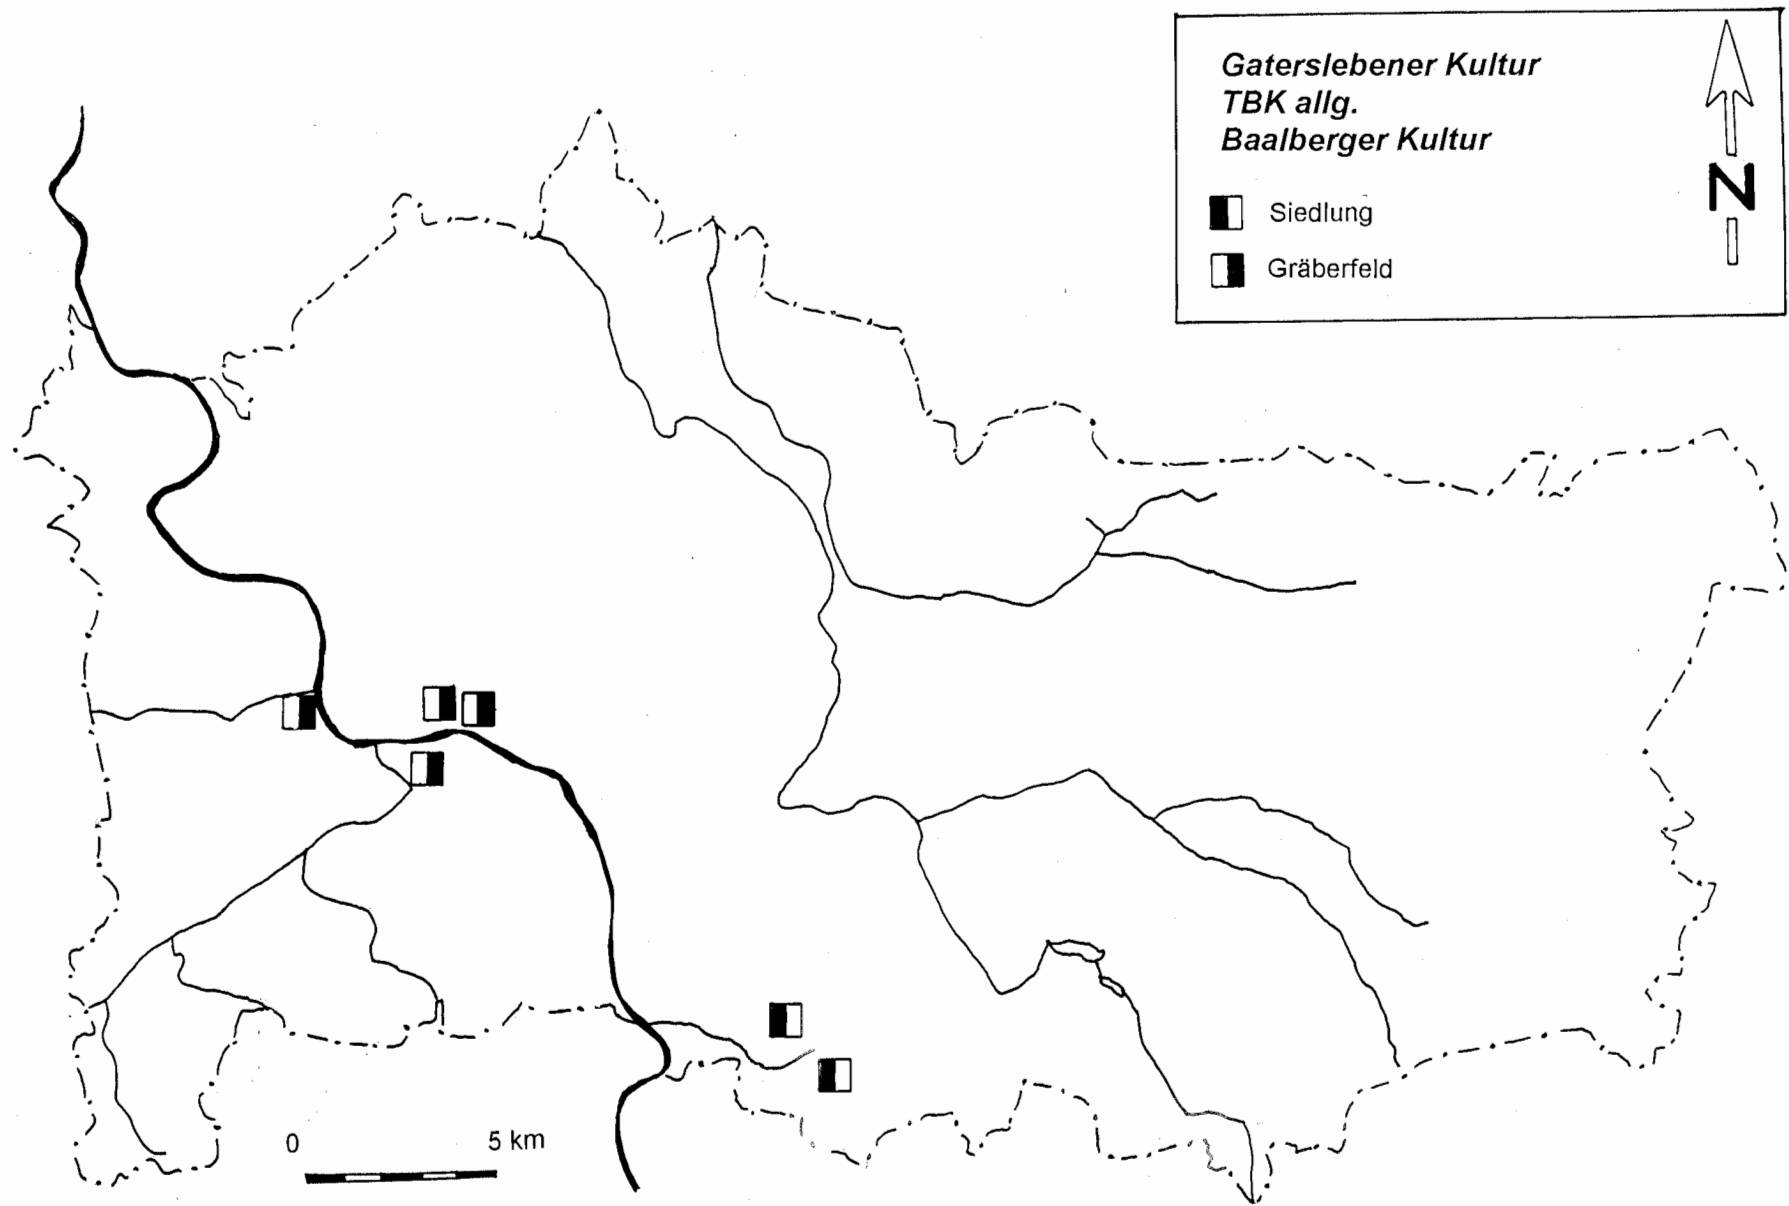 Gaterslebener Kultur
TBK allg.
Baalberger Kultur
Siedlung
Gräberfeld
N
0 5 km